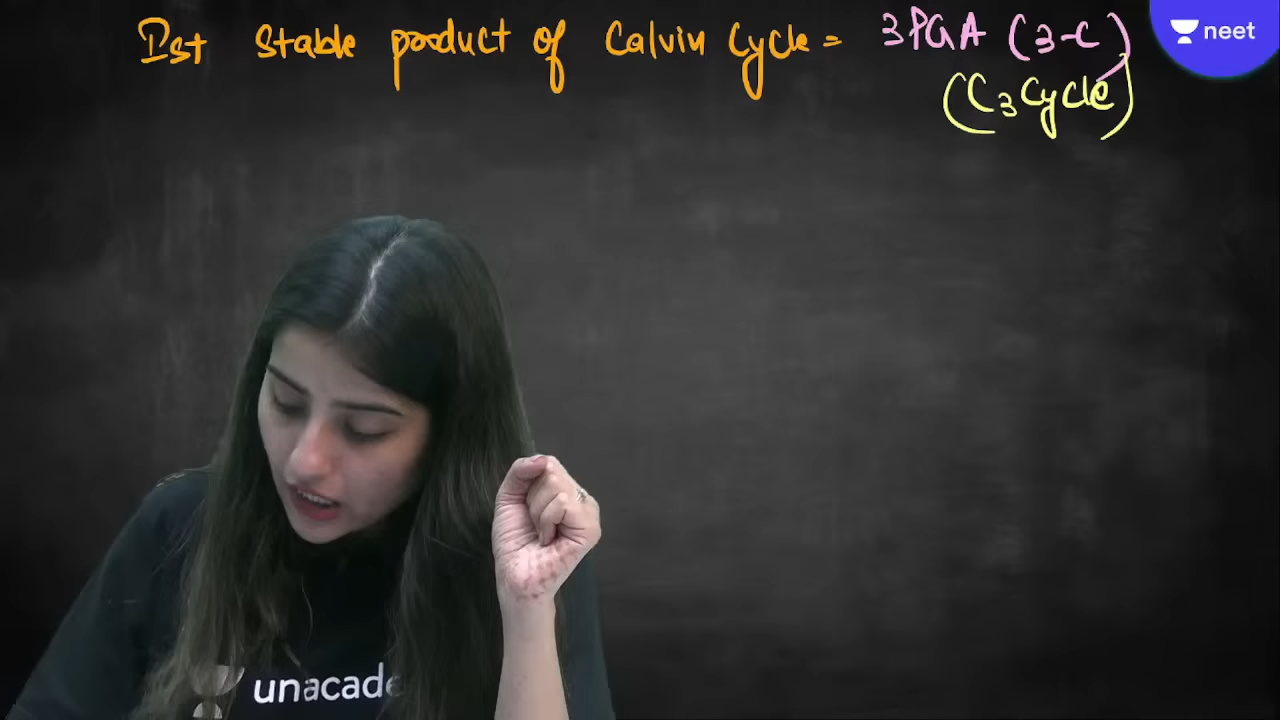 Ist stable product of Calvin Cycle = 3PGA (3-C)
(C3 Cycle)
neet
unacade